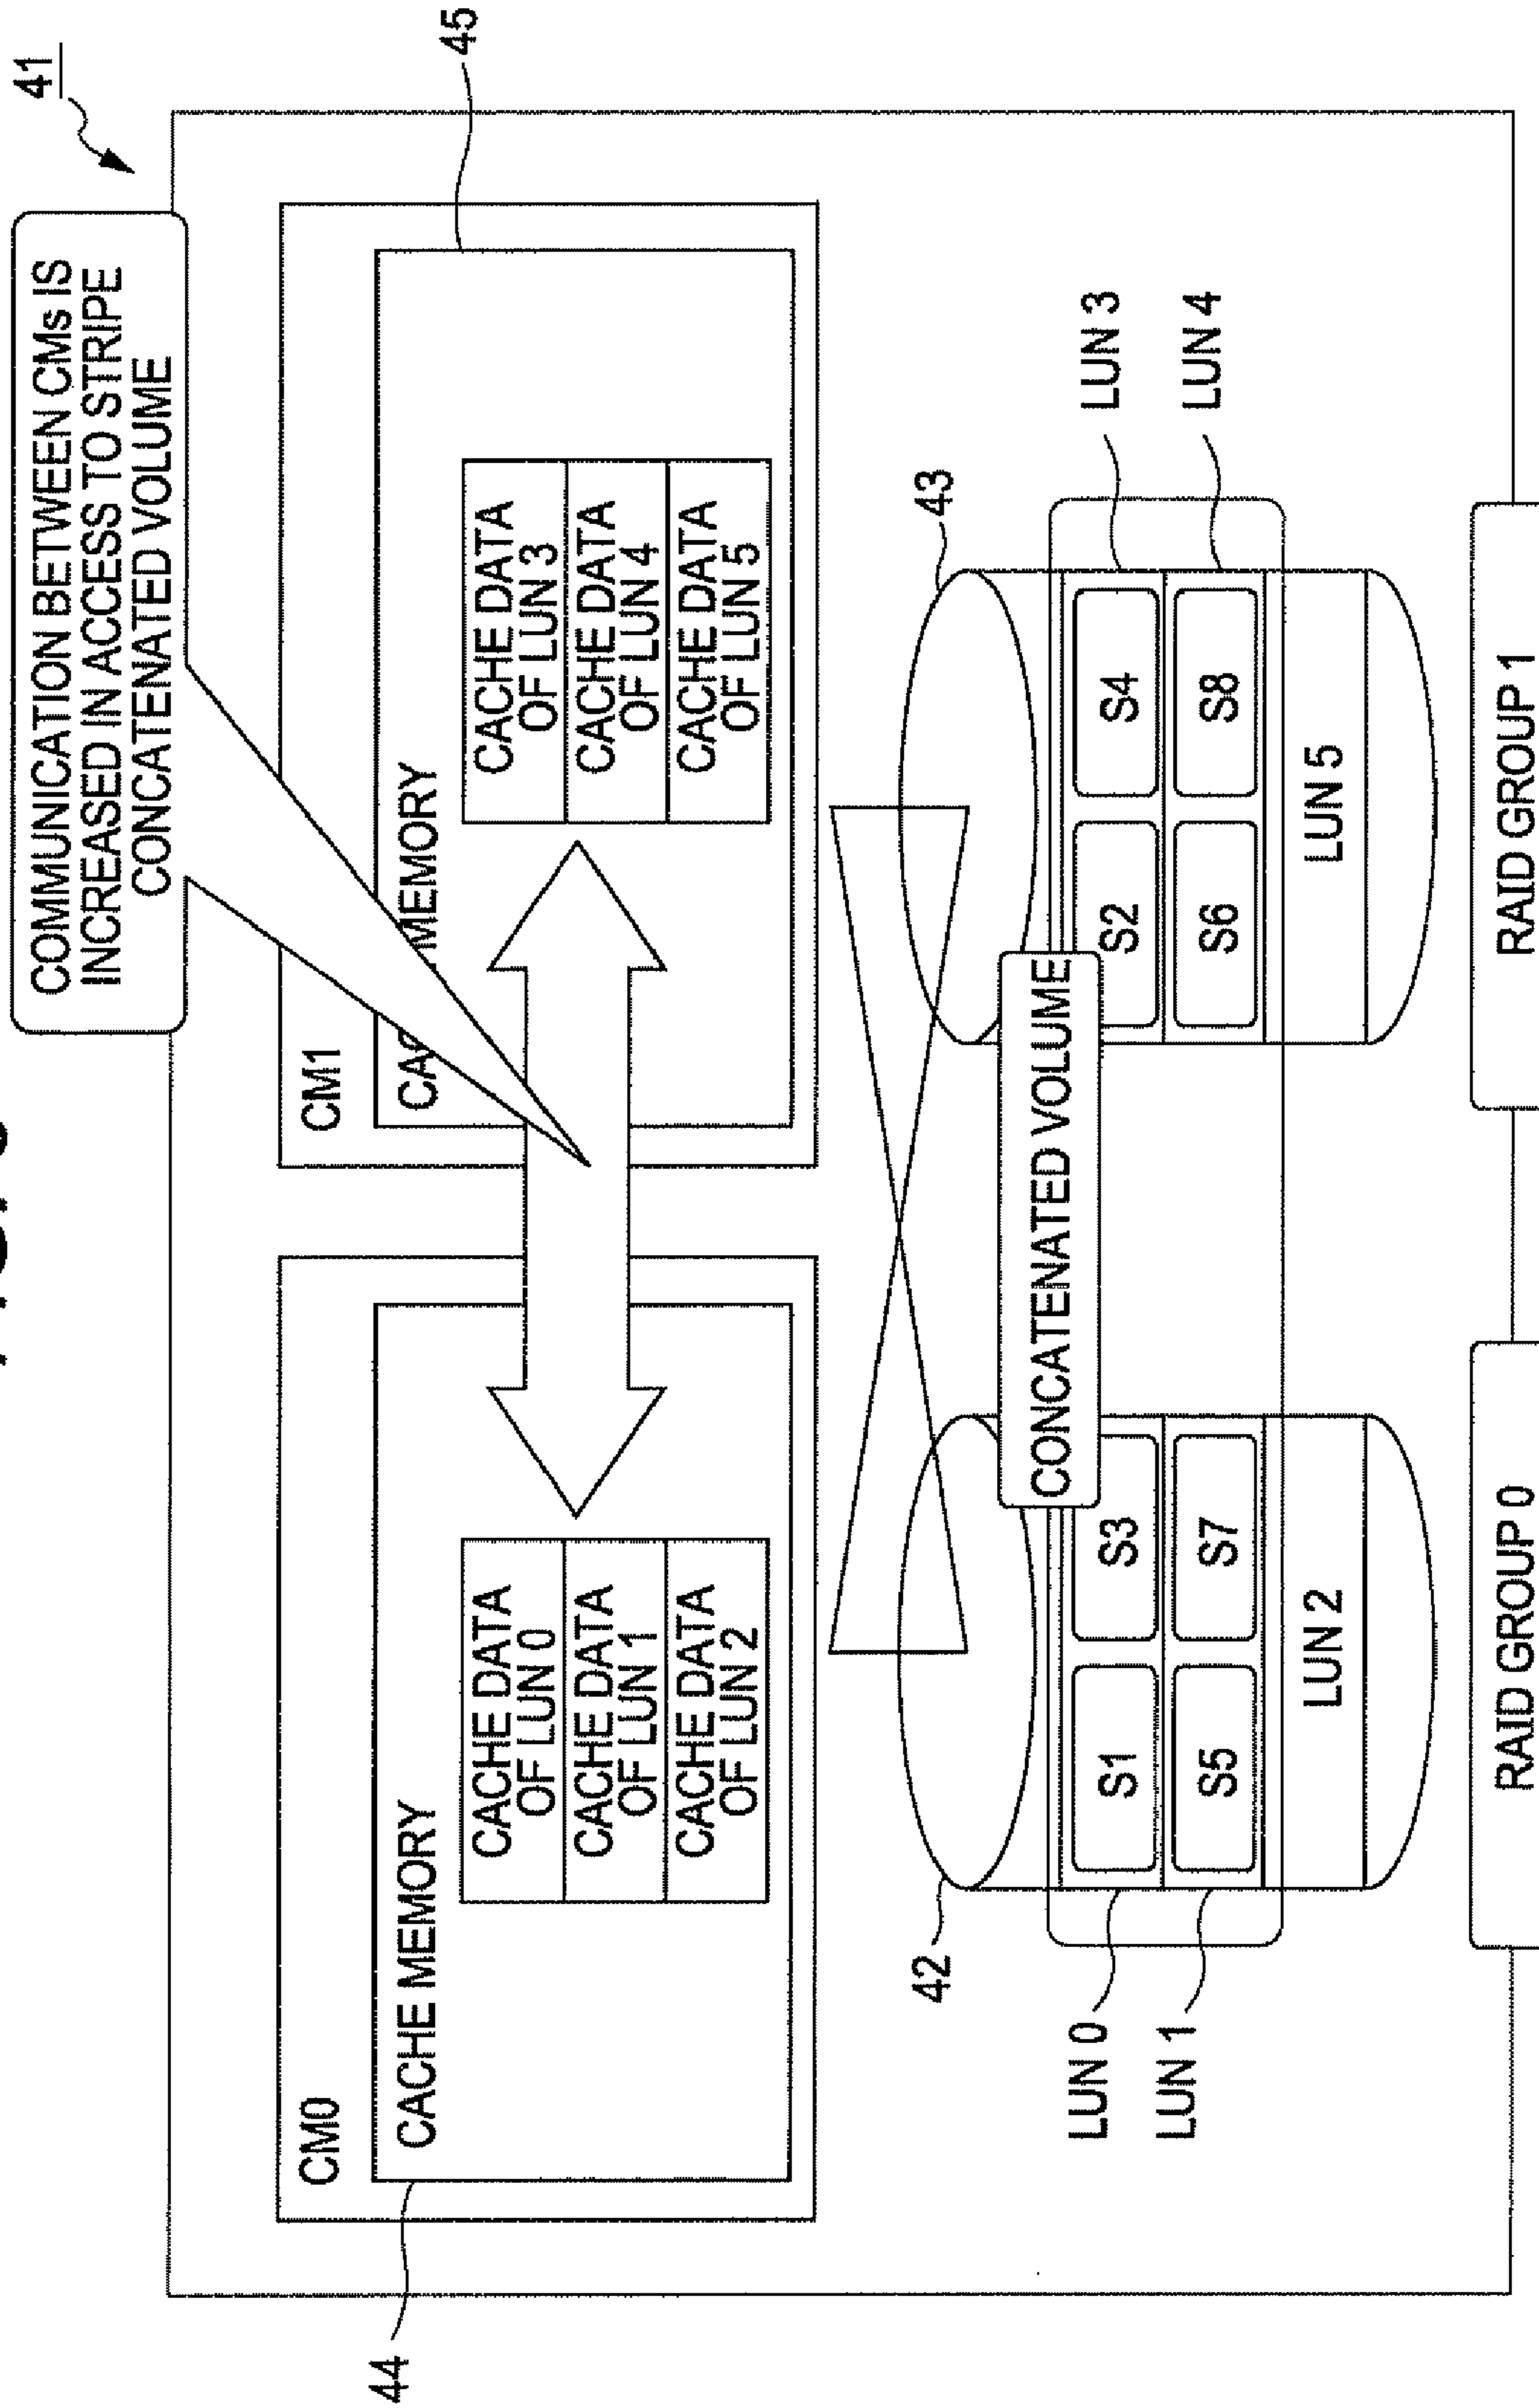 41
COMMUNICATION BETWEEN CMs IS
INCREASED IN ACCESS TO STRIPE
CONCATENATED VOLUME
44
CM0
CACHE MEMORY
CACHE DATA
OF LUN 0
CACHE DATA
OF LUN 1
CACHE DATA
OF LUN 2
45
CM1
MEMORY
CACHE DATA
OF LUN 3
CACHE DATA
OF LUN 4
CACHE DATA
OF LUN 5
42
43
CONCATENATED VOLUME
LUN 0
S1
S3
S2
S4
LUN 3
LUN 1
S5
S7
S6
S8
LUN 4
LUN 2
LUN 5
RAID GROUP 0
RAID GROUP 1